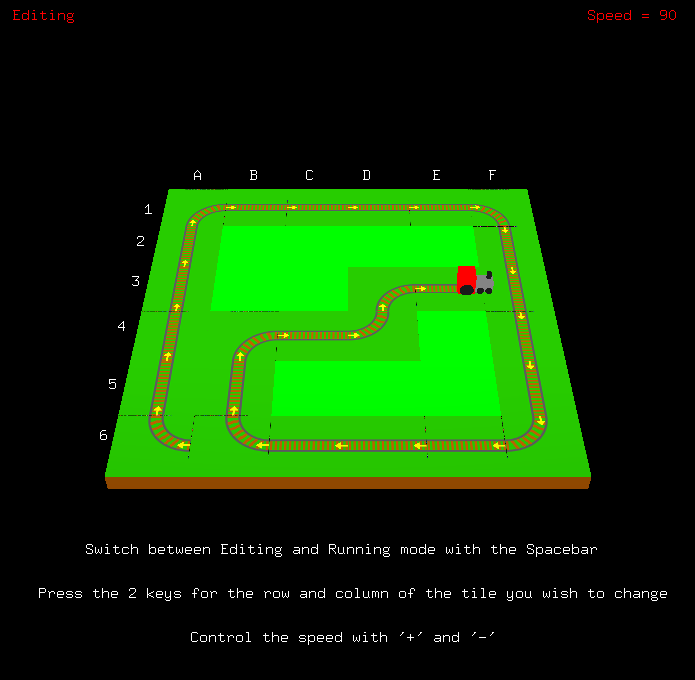 Editing
Speed = 90
A B C D E F
1
2
3
4
5
6
Switch between Editing and Running mode with the Spacebar
Press the 2 keys for the row and column of the tile you wish to change
Control the speed with '+' and '-'